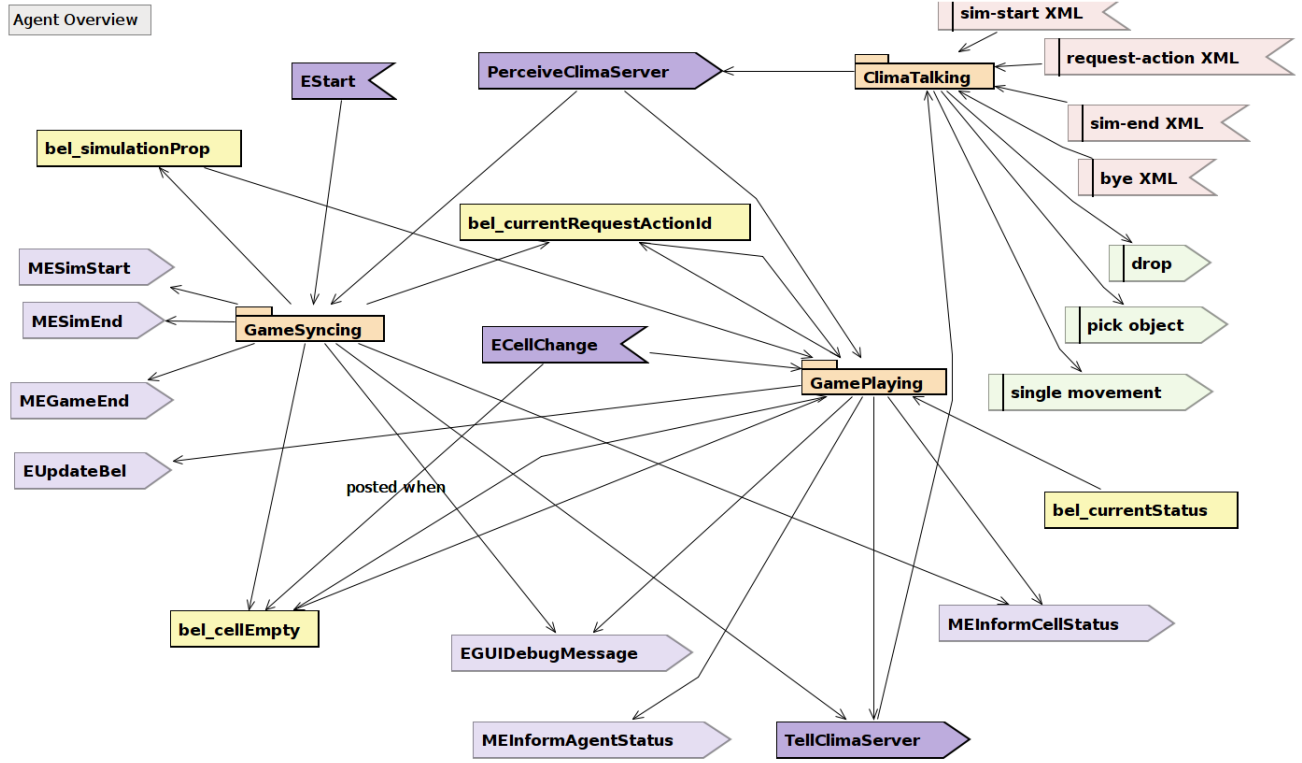 Agent Overview
sim-start XML
request-action XML
PerceiveClimaServer
ClimaTalking
EStart
sim-end XML
bel_simulationProp
bye XML
bel_currentRequestActionId
drop
MESimStart
MESimEnd
GameSyncing
pick object
ECellChange
GamePlaying
single movement
MEGameEnd
EUpdateBel
posted when
bel_currentStatus
bel_cellEmpty
MEInformCellStatus
EGUIDebugMessage
MEInformAgentStatus
TellClimaServer